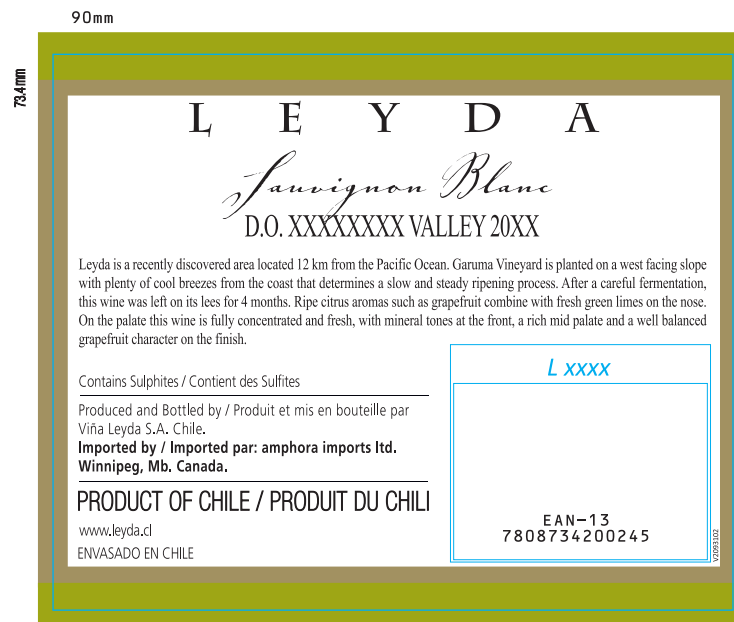 90mm
73.4mm
LEYDA
Sauvignon Blanc
D.O. XXXXXXXX VALLEY 20XX
Leyda is a recently discovered area located 12 km from the Pacific Ocean. Garuma Vineyard is planted on a west facing slope
with plenty of cool breezes from the coast that determines a slow and steady ripening process. After a careful fermentation,
this wine was left on its lees for 4 months. Ripe citrus aromas such as grapefruit combine with fresh green limes on the nose.
On the palate this wine is fully concentrated and fresh, with mineral tones at the front, a rich mid palate and a well balanced
grapefruit character on the finish.
Contains Sulphites / Contient des Sulfites
Produced and Bottled by / Produit et mis en bouteille par
Viña Leyda S.A. Chile.
Imported by / Imported par: amphora imports ltd.
Winnipeg, Mb. Canada.
PRODUCT OF CHILE / PRODUIT DU CHILI
www.leyda.cl
ENVASADO EN CHILE
L xxxx
EAN-13
7808734200245
V2093102